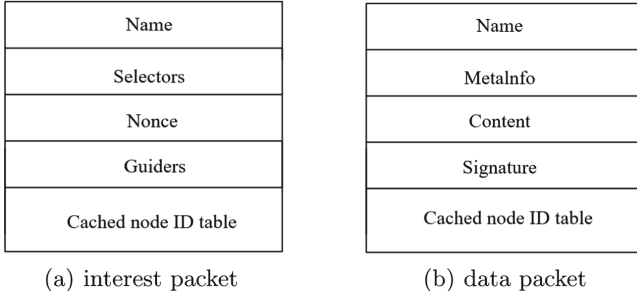 Name
Selectors
Nonce
Guiders
Cached node ID table
(a) interest packet
Name
MetaInfo
Content
Signature
Cached node ID table
(b) data packet